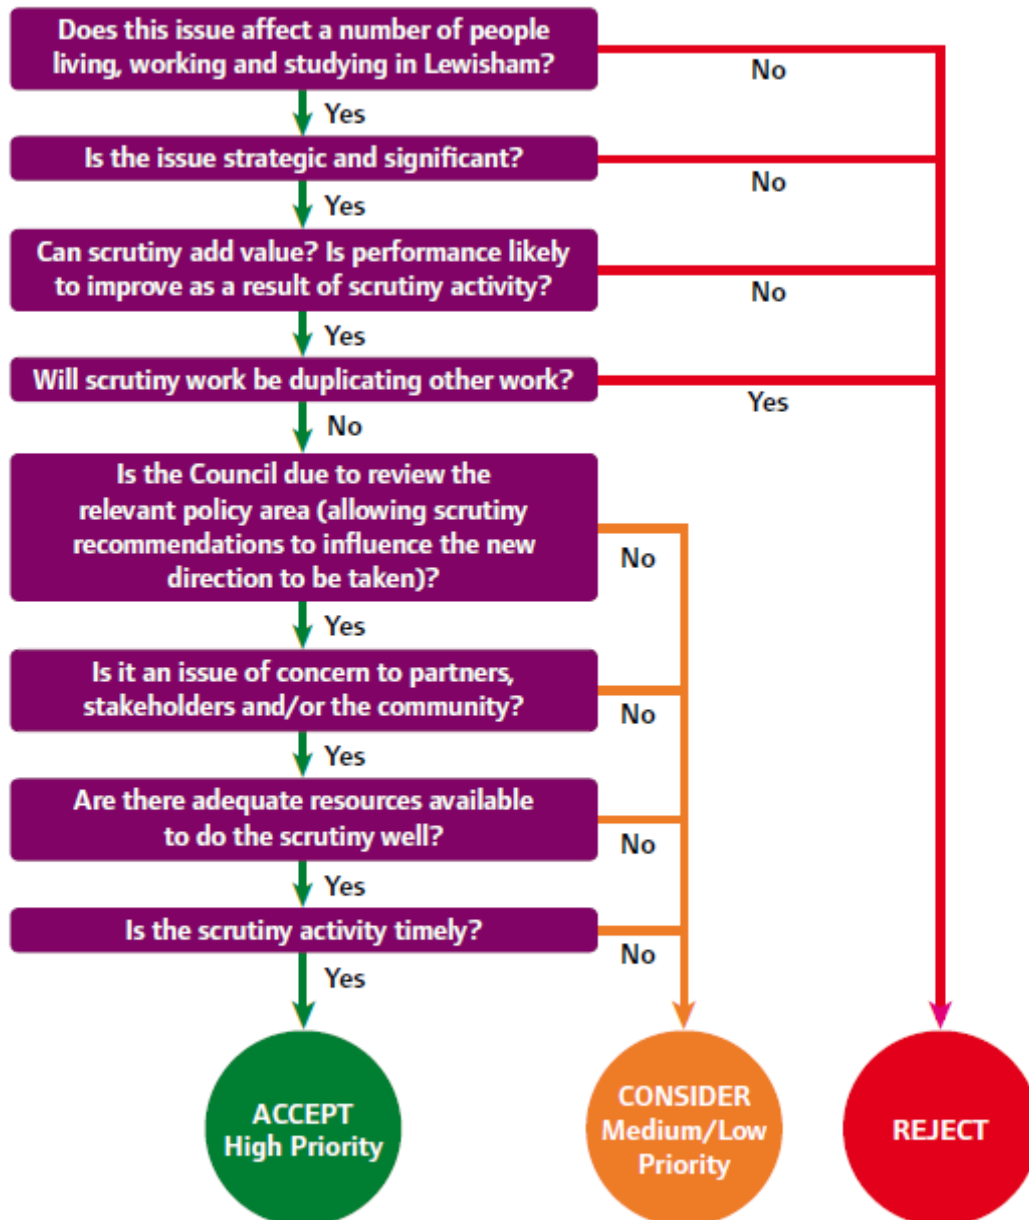 Does this issue affect a number of people
living, working and studying in Lewisham?
No
Yes
Is the issue strategic and significant?
No
Yes
Can scrutiny add value? Is performance likely
to improve as a result of scrutiny activity?
No
Yes
Will scrutiny work be duplicating other work?
Yes
No
Is the Council due to review the
relevant policy area (allowing scrutiny
recommendations to influence the new
direction to be taken)?
No
Yes
Is it an issue of concern to partners,
stakeholders and/or the community?
No
Yes
Are there adequate resources available
to do the scrutiny well?
No
Yes
Is the scrutiny activity timely?
No
Yes
ACCEPT
High Priority
CONSIDER
Medium/Low
Priority
REJECT